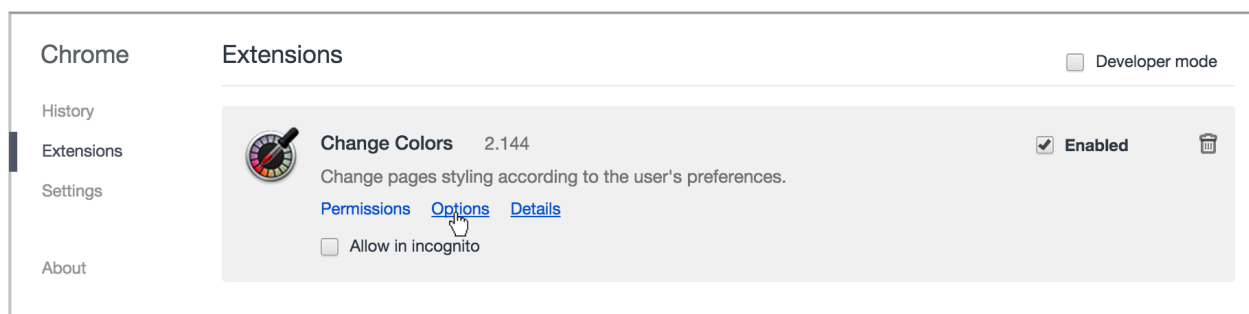 Chrome
History
Extensions
Settings
About
Extensions
Developer mode
Change Colors 2.144
Enabled
Change pages styling according to the user's preferences.
Permissions Options Details
Allow in incognito